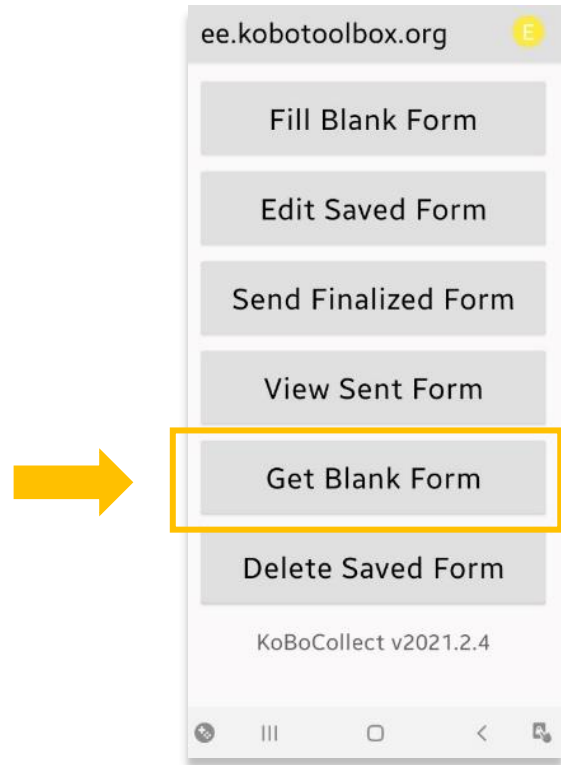 ee.kobotoolbox.org E
Fill Blank Form
Edit Saved Form
Send Finalized Form
View Sent Form
Get Blank Form
Delete Saved Form
KoBoCollect v2021.2.4